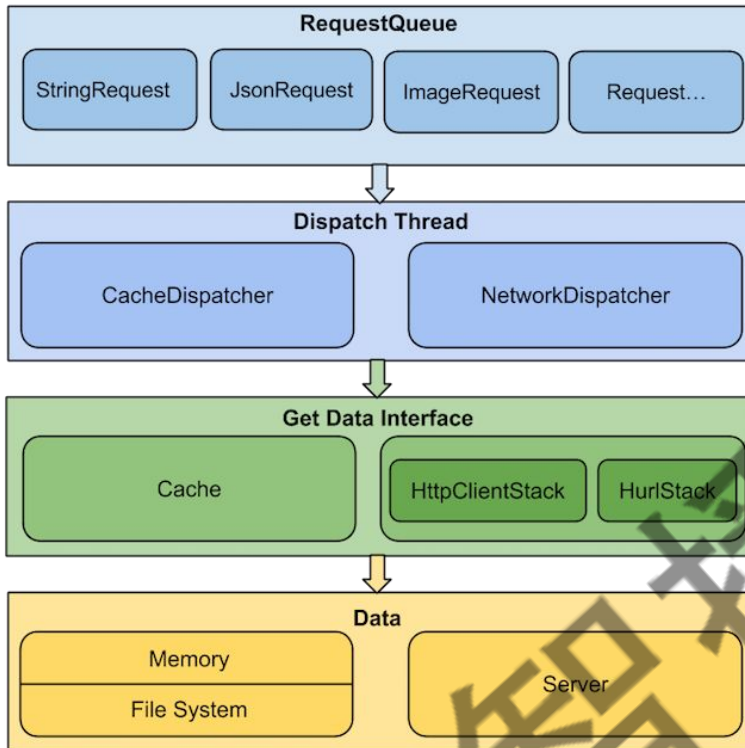 RequestQueue
StringRequest
JsonRequest
ImageRequest
Request...
Dispatch Thread
CacheDispatcher
NetworkDispatcher
Get Data Interface
Cache
HttpClientStack
HurlStack
Data
Memory
File System
Server